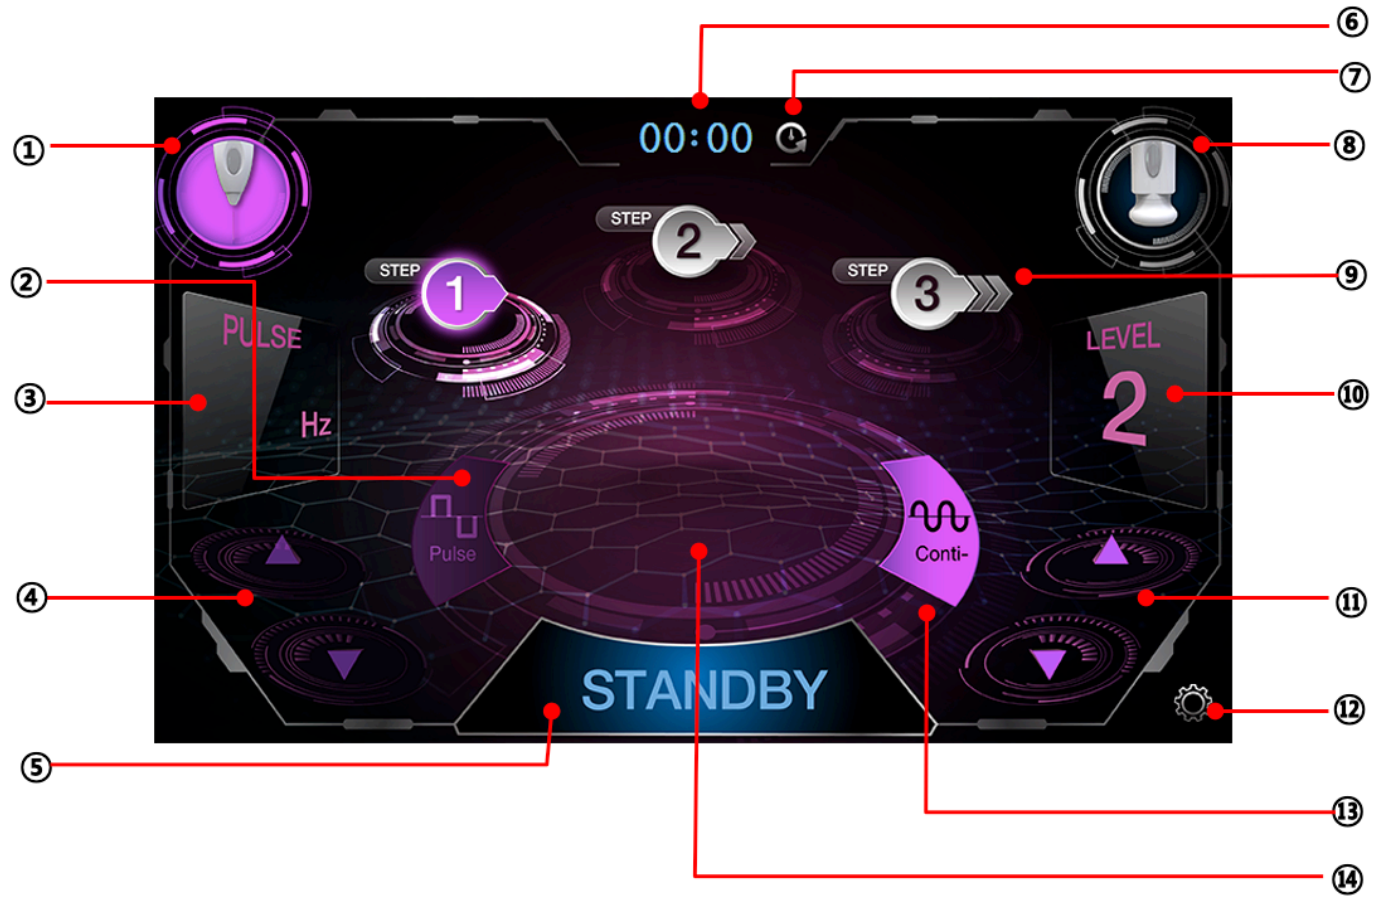 ⑥
⑦
①
00:00
⑧
STEP 2
STEP 1
STEP 3
②
⑨
PULSE
LEVEL
③
2
⑩
Hz
Pulse
Conti-
④
⑪
STANDBY
⑫
⑤
⑬
⑭